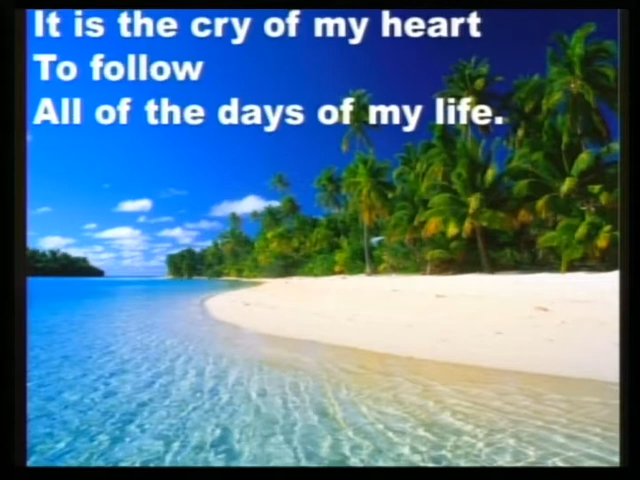 It is the cry of my heart
To follow
All of the days of my life.